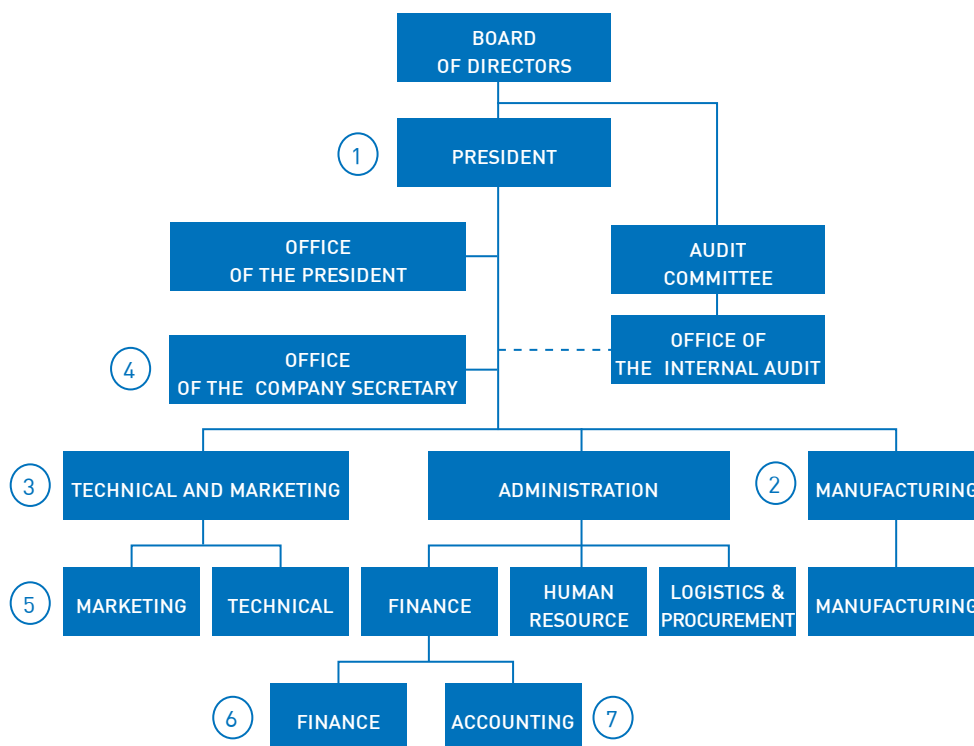 BOARD
OF DIRECTORS
1
PRESIDENT
OFFICE
OF THE PRESIDENT
AUDIT
COMMITTEE
4
OFFICE
OF THE COMPANY SECRETARY
OFFICE OF
THE INTERNAL AUDIT
3
TECHNICAL AND MARKETING
ADMINISTRATION
2
MANUFACTURING
5
MARKETING
TECHNICAL
FINANCE
HUMAN
RESOURCE
LOGISTICS &
PROCUREMENT
MANUFACTURING
6
FINANCE
ACCOUNTING
7